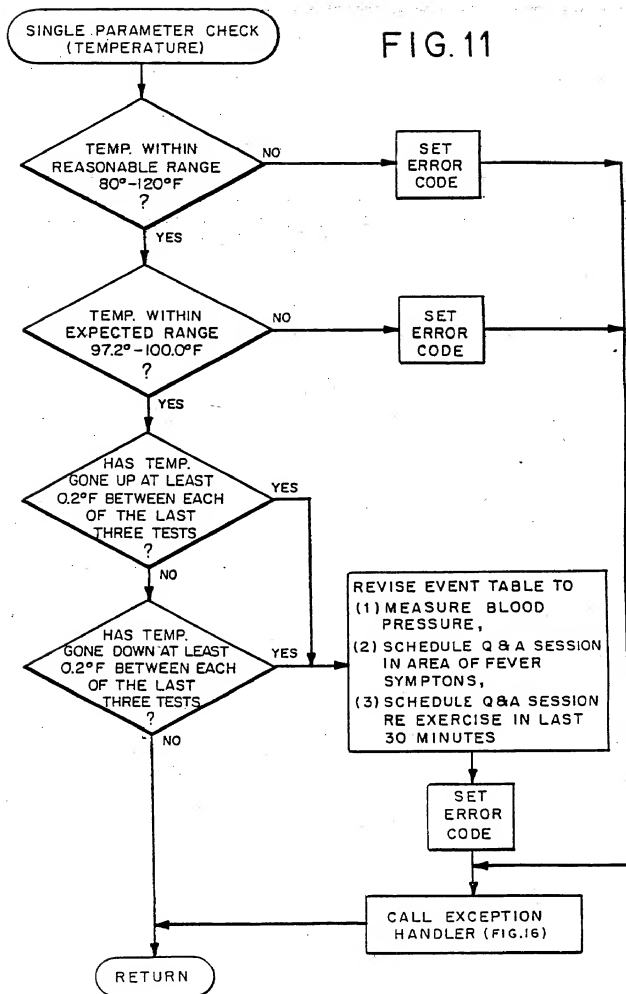 SINGLE PARAMETER CHECK
(TEMPERATURE)
FIG. 11
TEMP. WITHIN
REASONABLE RANGE
80°-120°F
?
NO
SET
ERROR
CODE
YES
TEMP. WITHIN
EXPECTED RANGE
97.2°-100.0°F
?
NO
SET
ERROR
CODE
YES
HAS TEMP.
GONE UP AT LEAST
0.2°F BETWEEN EACH
OF THE LAST
THREE TESTS
?
YES
NO
HAS TEMP.
GONE DOWN AT LEAST
0.2°F BETWEEN EACH
OF THE LAST
THREE TESTS
?
YES
NO
REVISE EVENT TABLE TO
(1) MEASURE BLOOD
PRESSURE,
(2) SCHEDULE Q & A SESSION
IN AREA OF FEVER
SYMPTONS,
(3) SCHEDULE Q&A SESSION
RE EXERCISE IN LAST
30 MINUTES
SET
ERROR
CODE
CALL EXCEPTION
HANDLER (FIG.16)
RETURN